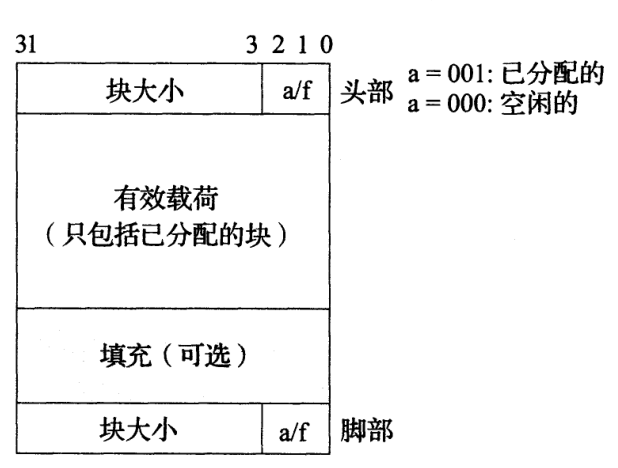 31 3 2 1 0
块大小 a/f 头部 a = 001: 已分配的
a = 000: 空闲的
有效载荷
（只包括已分配的块）
填充（可选）
块大小 a/f 脚部